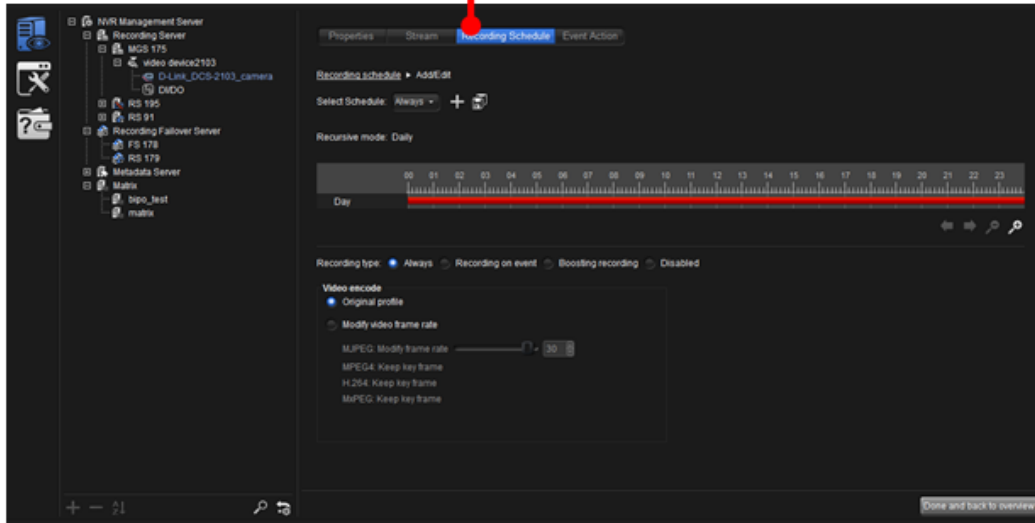 NVR Management Server
Recording Server
MGS 175
video device2103
D-Link_DCS-2103_camera
DI/DO
RS 195
RS 91
Recording Failover Server
FS 178
RS 179
Metadata Server
Matrix
bipo_test
matrix
Properties Stream Recording Schedule Event Action
Recording schedule ▸ Add/Edit
Select Schedule: Always
Recursive mode: Daily
00 01 02 03 04 05 06 07 08 09 10 11 12 13 14 15 16 17 18 19 20 21 22 23
Day
Recording type: Always Recording on event Boosting recording Disabled
Video encode
Original profile
Modify video frame rate
MJPEG: Modify frame rate 30
MPEG4: Keep key frame
H.264: Keep key frame
MxPEG: Keep key frame
Done and back to overview